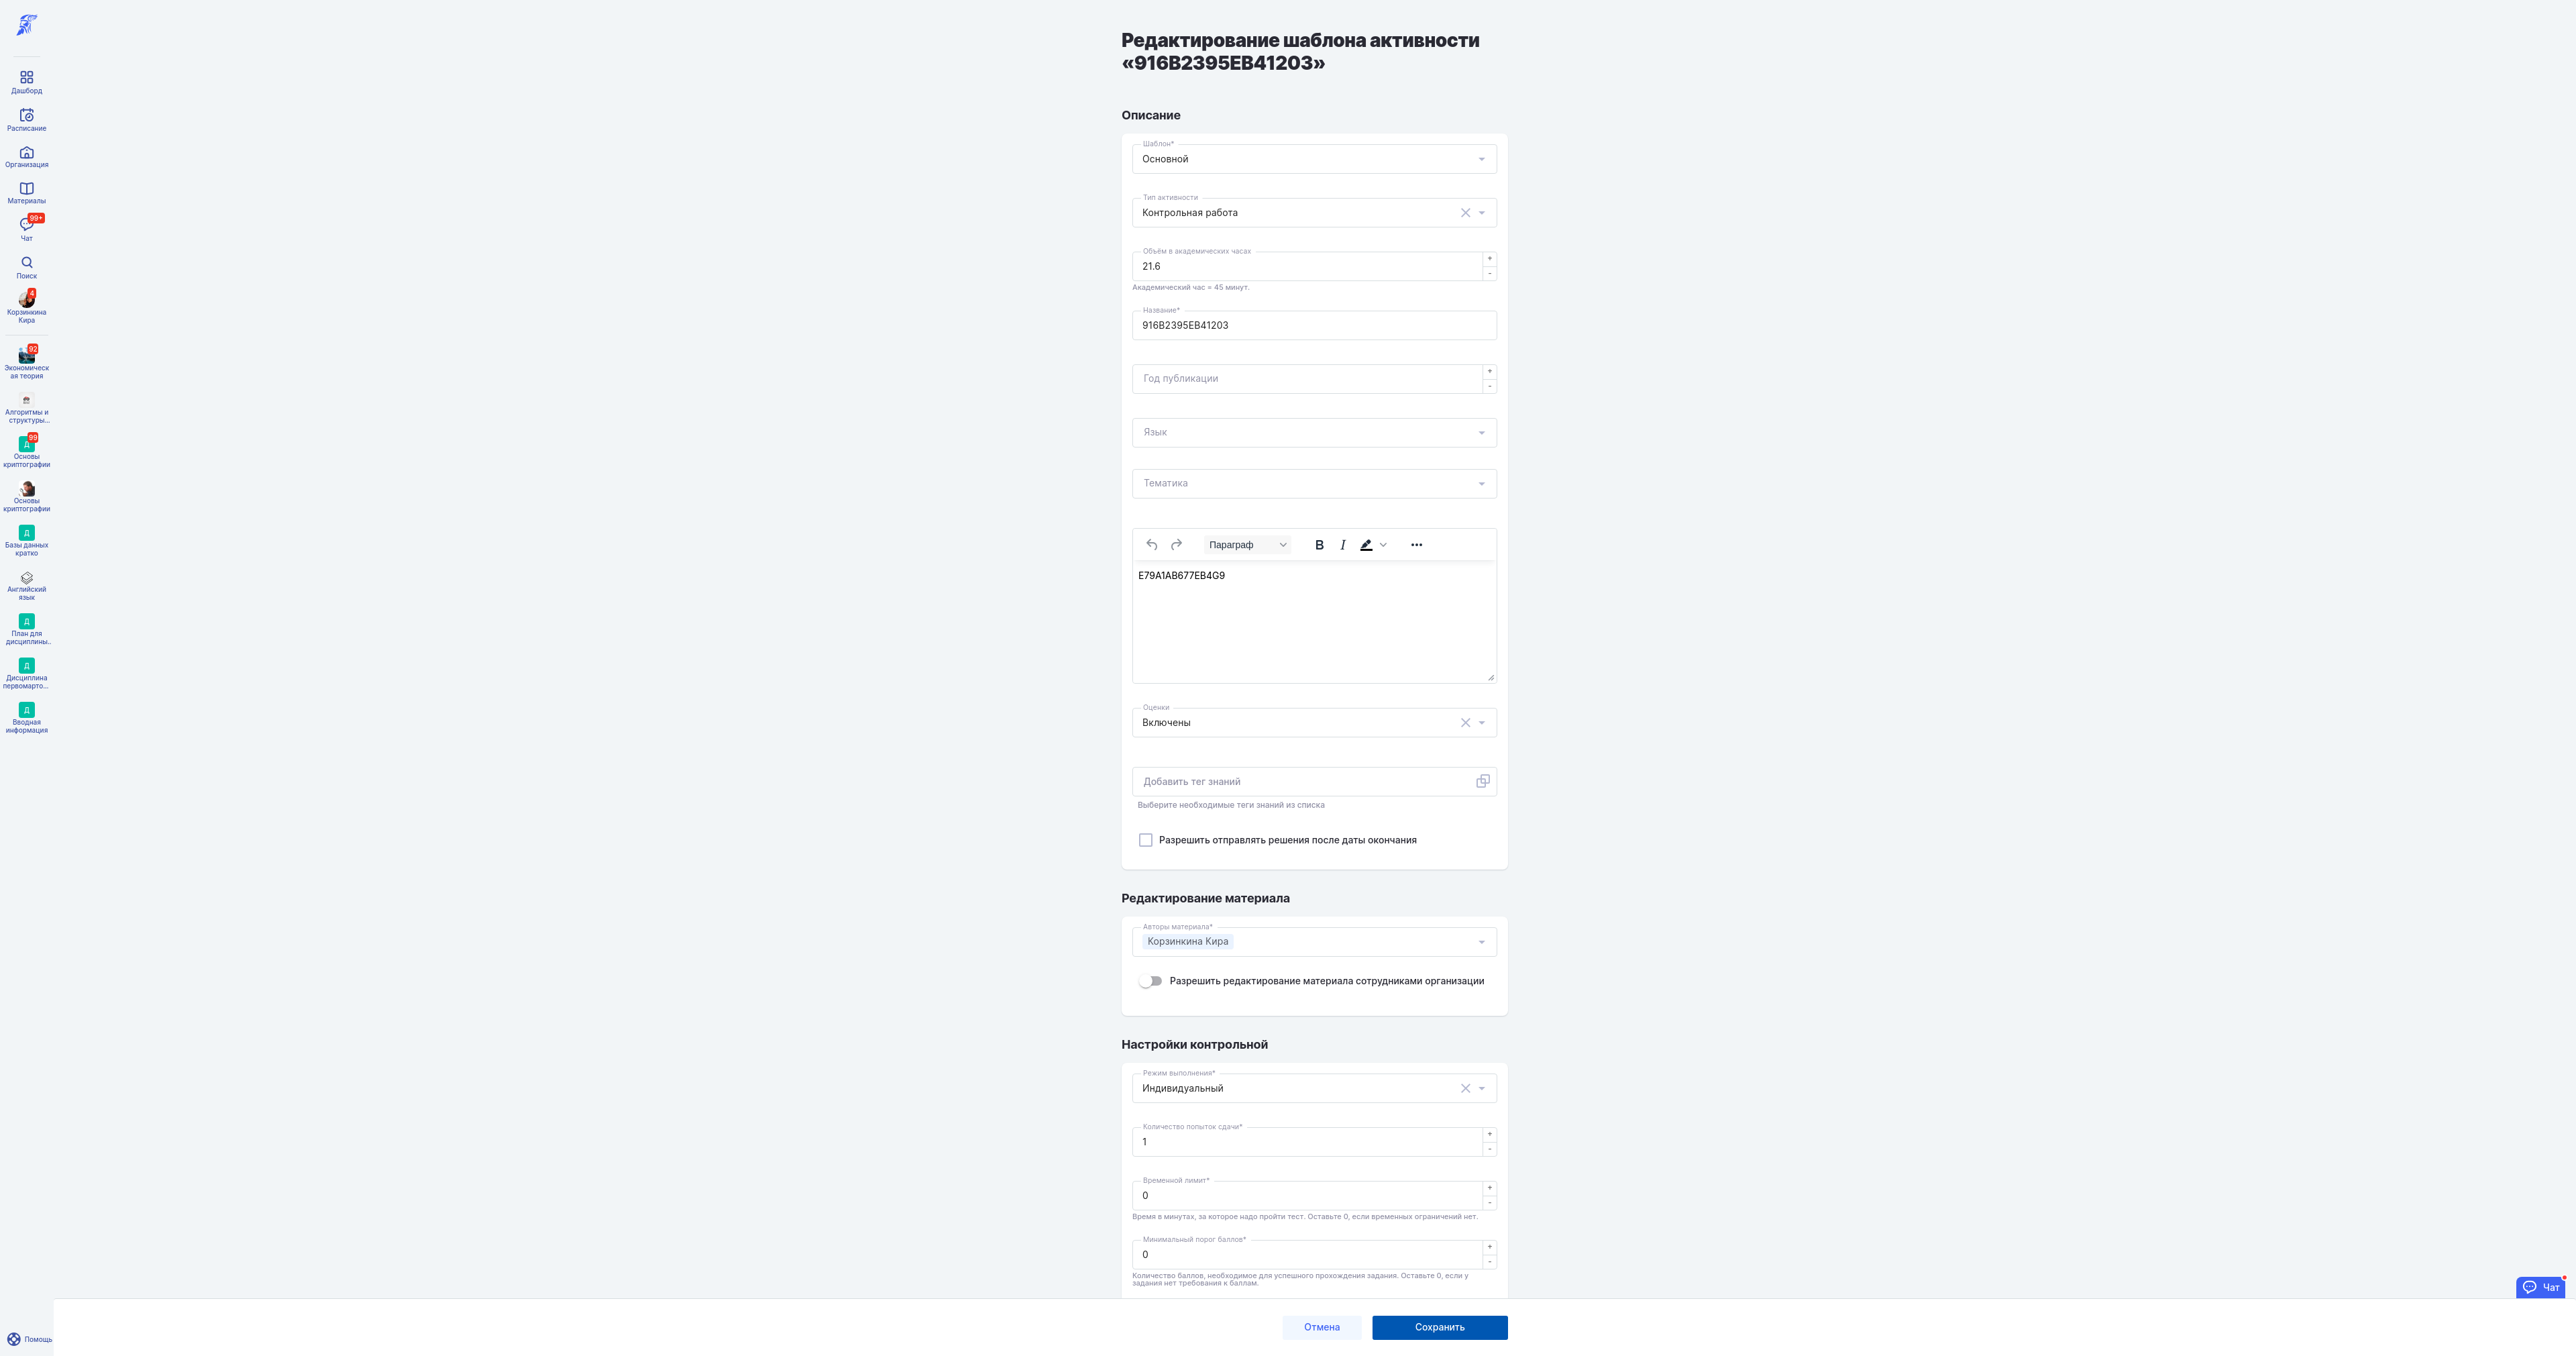 Дашборд
Расписание
Организация
Материалы
99+
Чат
Поиск
4
Корзинкина
Кира
92
Экономическ
ая теория
Алгоритмы и
структуры...
Д
99
Основы
криптографии
Основы
криптографии
Д
Базы данных
кратко
Английский
язык
Д
План для
дисциплины..
Д
Дисциплина
первомарто...
Д
Вводная
информация
Помощь
Редактирование шаблона активности
«916B2395EB41203»
Описание
Шаблон*
Основной
Тип активности
Контрольная работа
Объём в академических часах
21.6
+
-
Академический час = 45 минут.
Название*
916B2395EB41203
Год публикации
+
-
Язык
Тематика
Параграф
B I
E79A1AB677EB4G9
Оценки
Включены
Добавить тег знаний
Выберите необходимые теги знаний из списка
Разрешить отправлять решения после даты окончания
Редактирование материала
Авторы материала*
Корзинкина Кира
Разрешить редактирование материала сотрудниками организации
Настройки контрольной
Режим выполнения*
Индивидуальный
Количество попыток сдачи*
1
+
-
Временной лимит*
0
+
-
Время в минутах, за которое надо пройти тест. Оставьте 0, если временных ограничений нет.
Минимальный порог баллов*
0
+
-
Количество баллов, необходимое для успешного прохождения задания. Оставьте 0, если у
задания нет требования к баллам.
Отмена
Сохранить
Чат